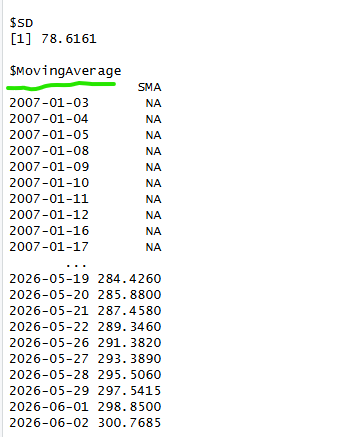 $SD
[1] 78.6161
$MovingAverage
SMA
2007-01-03 NA
2007-01-04 NA
2007-01-05 NA
2007-01-08 NA
2007-01-09 NA
2007-01-10 NA
2007-01-11 NA
2007-01-12 NA
2007-01-16 NA
2007-01-17 NA
...
2026-05-19 284.4260
2026-05-20 285.8800
2026-05-21 287.4580
2026-05-22 289.3460
2026-05-26 291.3820
2026-05-27 293.3890
2026-05-28 295.5060
2026-05-29 297.5415
2026-06-01 298.8500
2026-06-02 300.7685